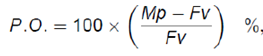 P.O. = 100 × ( Mp − Fv / Fv ) %,